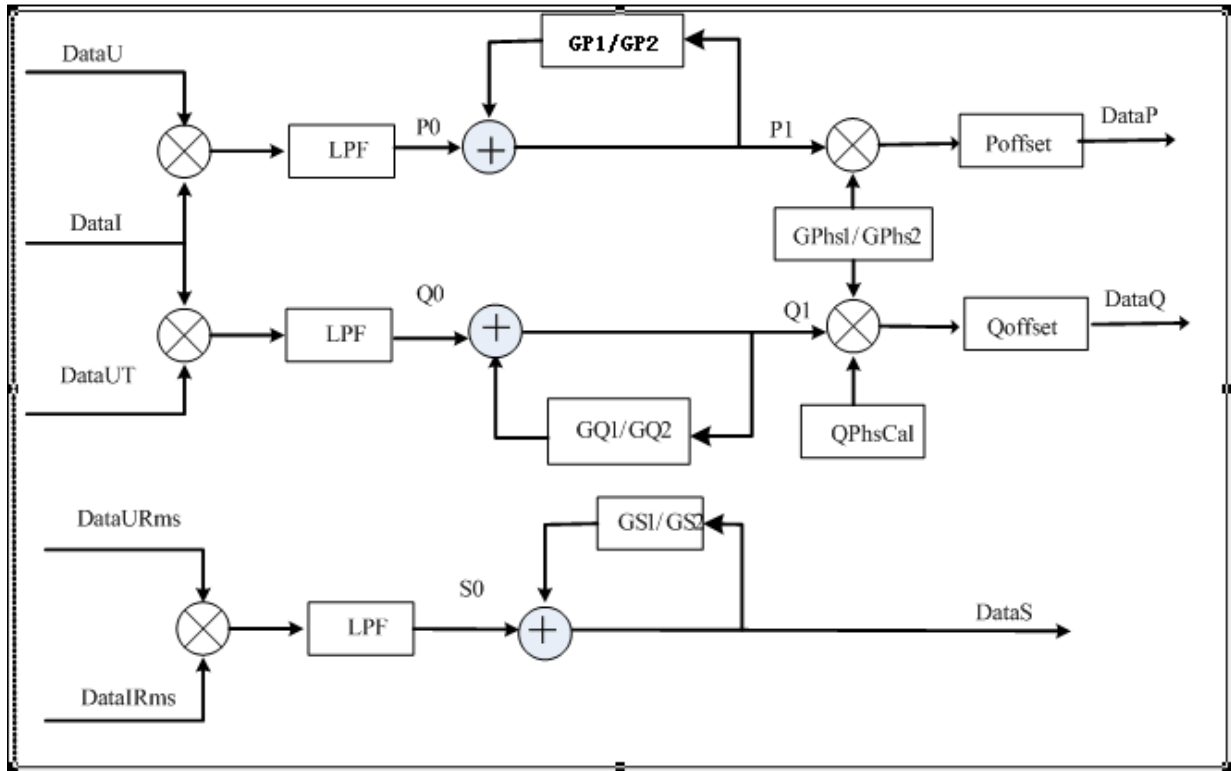 DataU
GP1/GP2
P0
LPF
P1
DataP
Poffset
DataI
GPhs1/GPhs2
Q0
LPF
Q1
DataQ
Qoffset
DataUT
GQ1/GQ2
QPhsCal
DataURms
GS1/GS2
S0
LPF
DataS
DataIRms